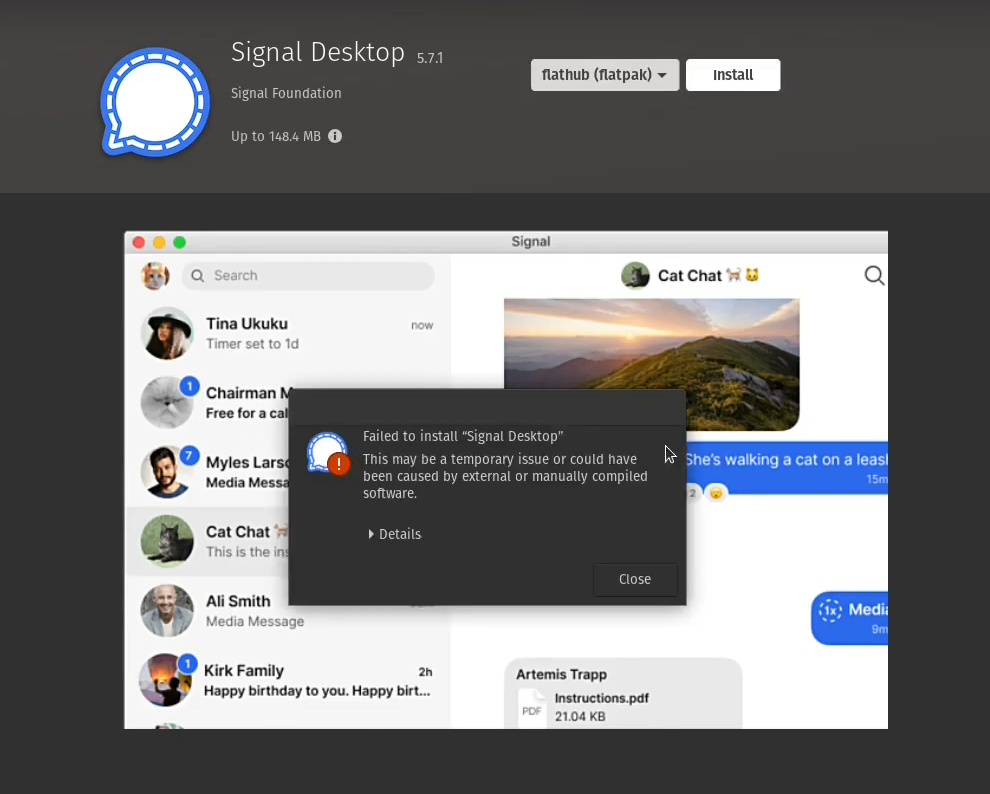 Signal Desktop 5.7.1
flathub (flatpak) Install
Signal Foundation
Up to 148.4 MB
Signal
Search
Cat Chat
Tina Ukuku now
Timer set to 1d
1
Chairman M
Free for a cal
7
Myles Lars
Media Messa
Cat Chat
This is the ins
Ali Smith
Media Message
1
Kirk Family 2h
Happy birthday to you. Happy birt...
She's walking a cat on a leash
15m
2
Failed to install “Signal Desktop”
This may be a temporary issue or could have
been caused by external or manually compiled
software.
Details
Close
1x Media
9m
Artemis Trapp
PDF
Instructions.pdf
21.04 KB